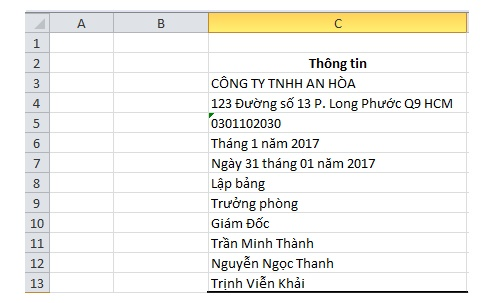 A B C
1
2 Thông tin
3 CÔNG TY TNHH AN HÒA
4 123 Đường số 13 P. Long Phước Q9 HCM
5 0301102030
6 Tháng 1 năm 2017
7 Ngày 31 tháng 01 năm 2017
8 Lập bảng
9 Trưởng phòng
10 Giám Đốc
11 Trần Minh Thành
12 Nguyễn Ngọc Thanh
13 Trịnh Viễn Khải